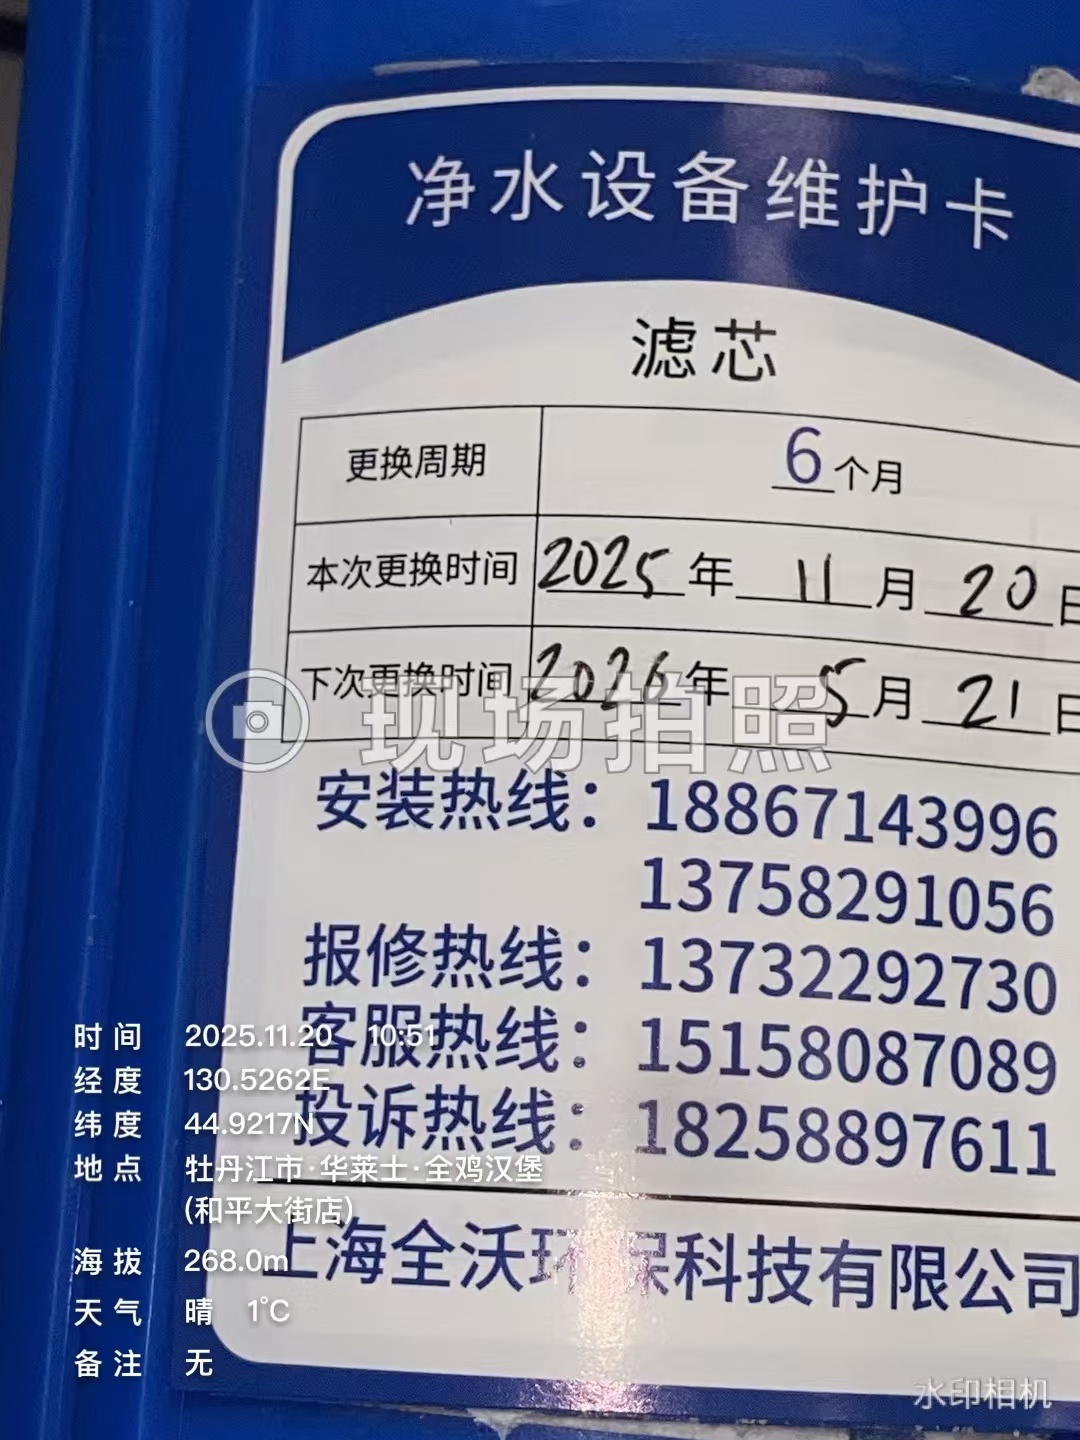 净水设备维护卡
滤芯
更换周期 6个月
本次更换时间 2025年11月20日
下次更换时间 2026年5月21日
现场拍照
安装热线：18867143996
13758291056
报修热线：13732292730
客服热线：15158087089
投诉热线：18258897611
上海全沃环保科技有限公司
时间 2025.11.20 10:51
经度 130.5262E
纬度 44.9217N
地点 牡丹江市·华莱士·全鸡汉堡
(和平大街店)
海拔 268.0m
天气 晴 1℃
备注 无
水印相机